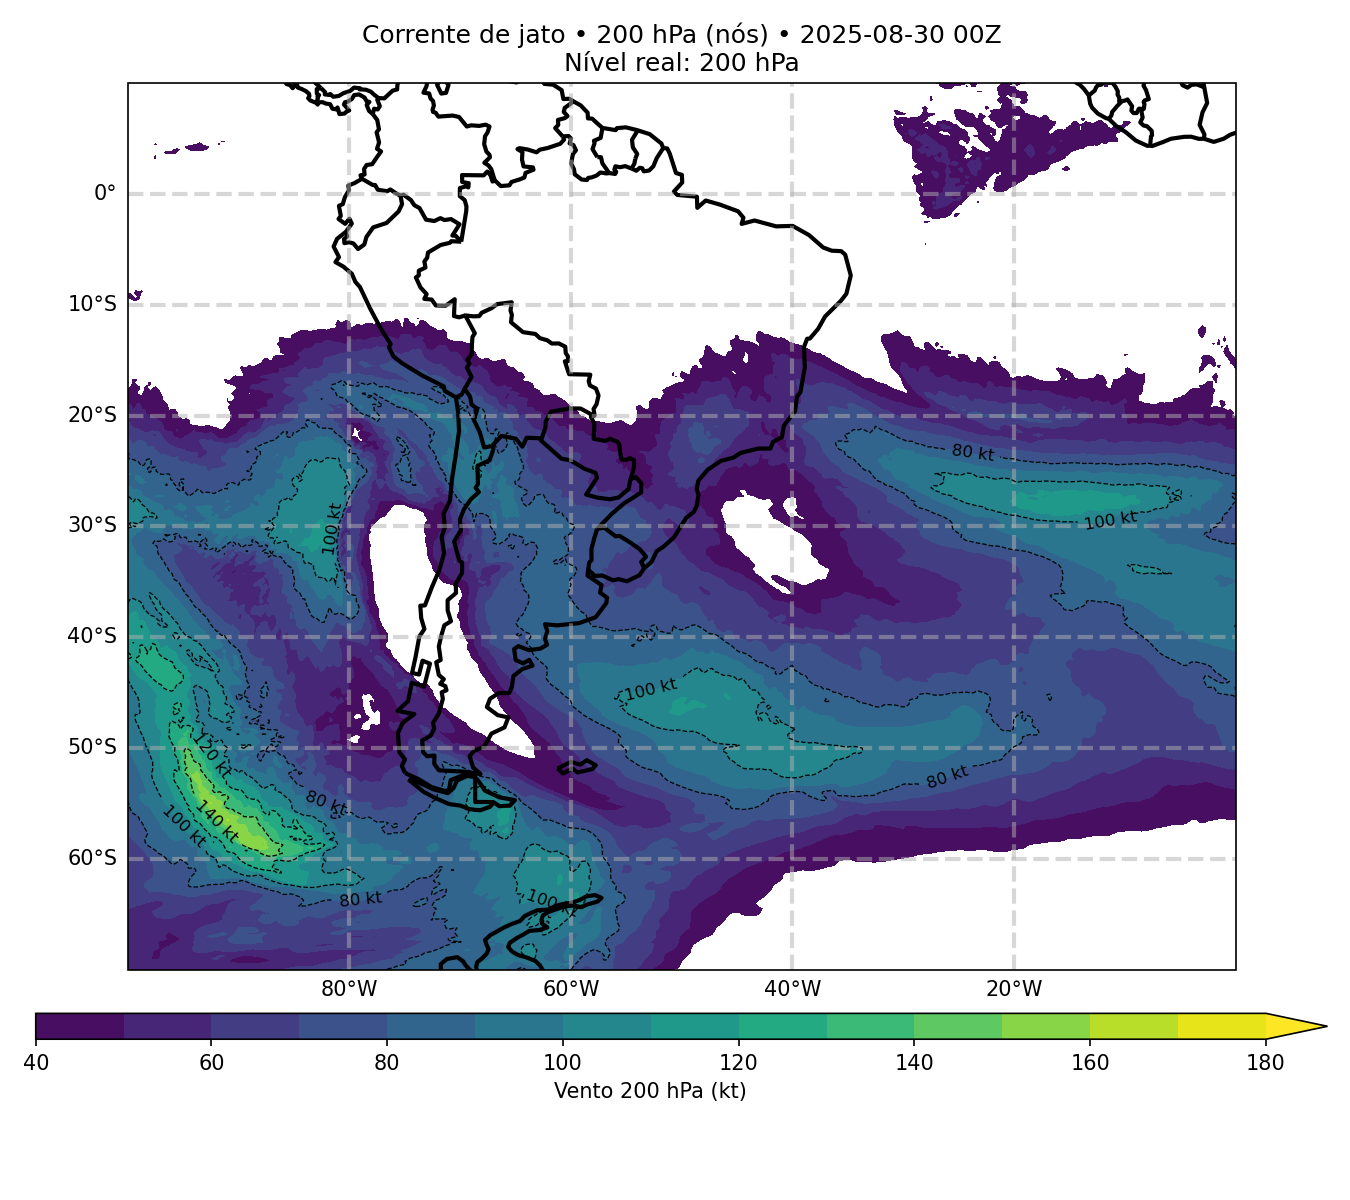 Corrente de jato • 200 hPa (nós) • 2025-08-30 00Z
Nível real: 200 hPa
0°
10°S
20°S
30°S
40°S
50°S
60°S
80 kt
100 kt
100 kt
100 kt
120 kt
140 kt
100 kt
80 kt
80 kt
80 kt
100 kt
80°W
60°W
40°W
20°W
40
60
80
100
120
140
160
180
Vento 200 hPa (kt)